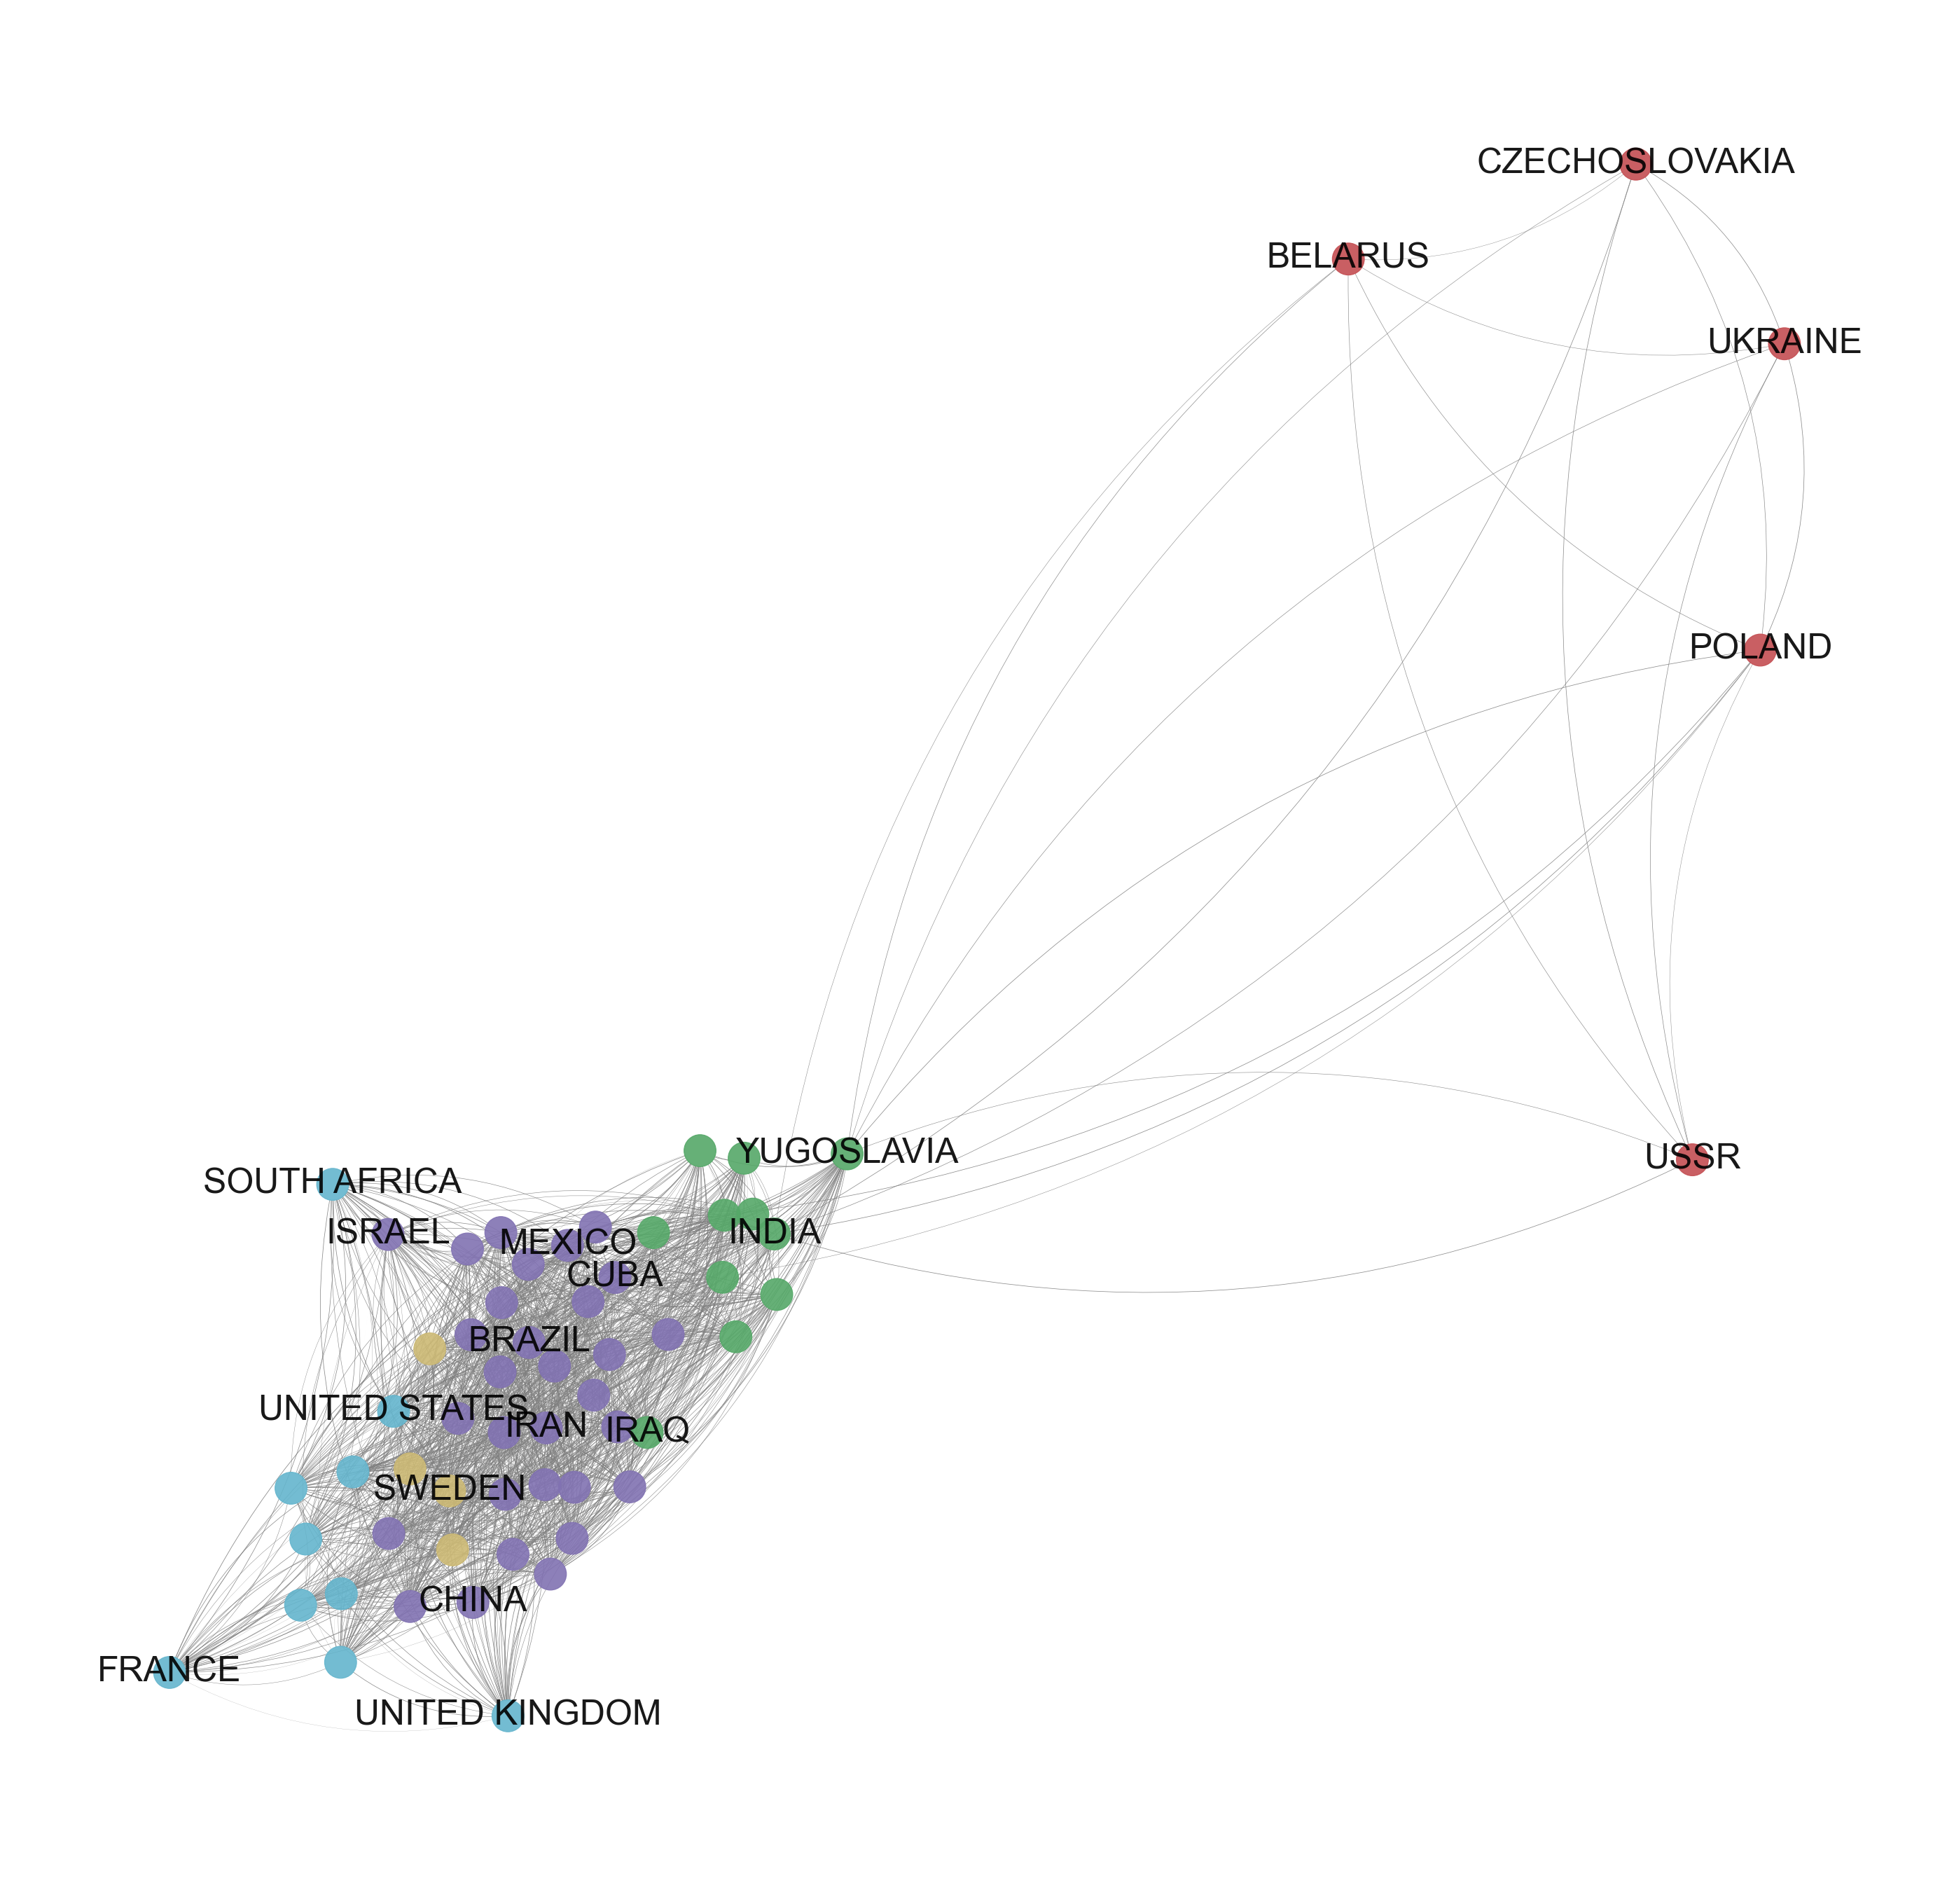 CZECHOSLOVAKIA
BELARUS
UKRAINE
POLAND
YUGOSLAVIA
USSR
SOUTH AFRICA
ISRAEL
MEXICO
INDIA
CUBA
BRAZIL
UNITED STATES
IRAN
IRAQ
SWEDEN
CHINA
FRANCE
UNITED KINGDOM